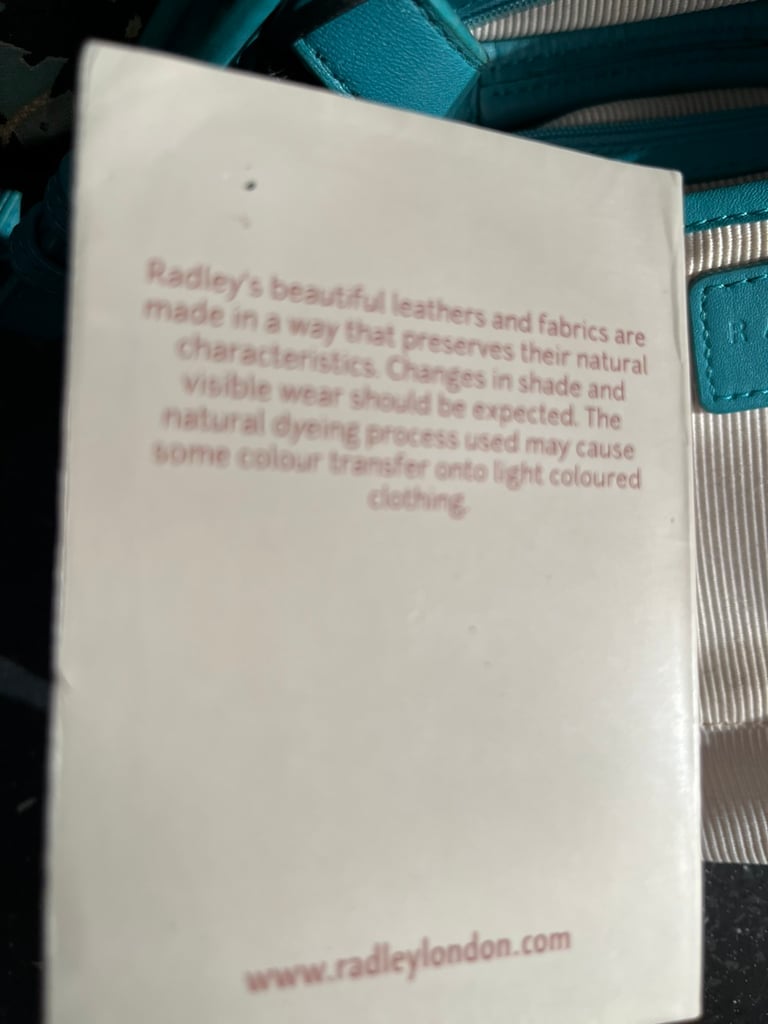 Radley's beautiful leathers and fabrics are
made in a way that preserves their natural
characteristics. Changes in shade and
visible wear should be expected. The
natural dyeing process used may cause
some colour transfer onto light coloured
clothing.
www.radleylondon.com
R A